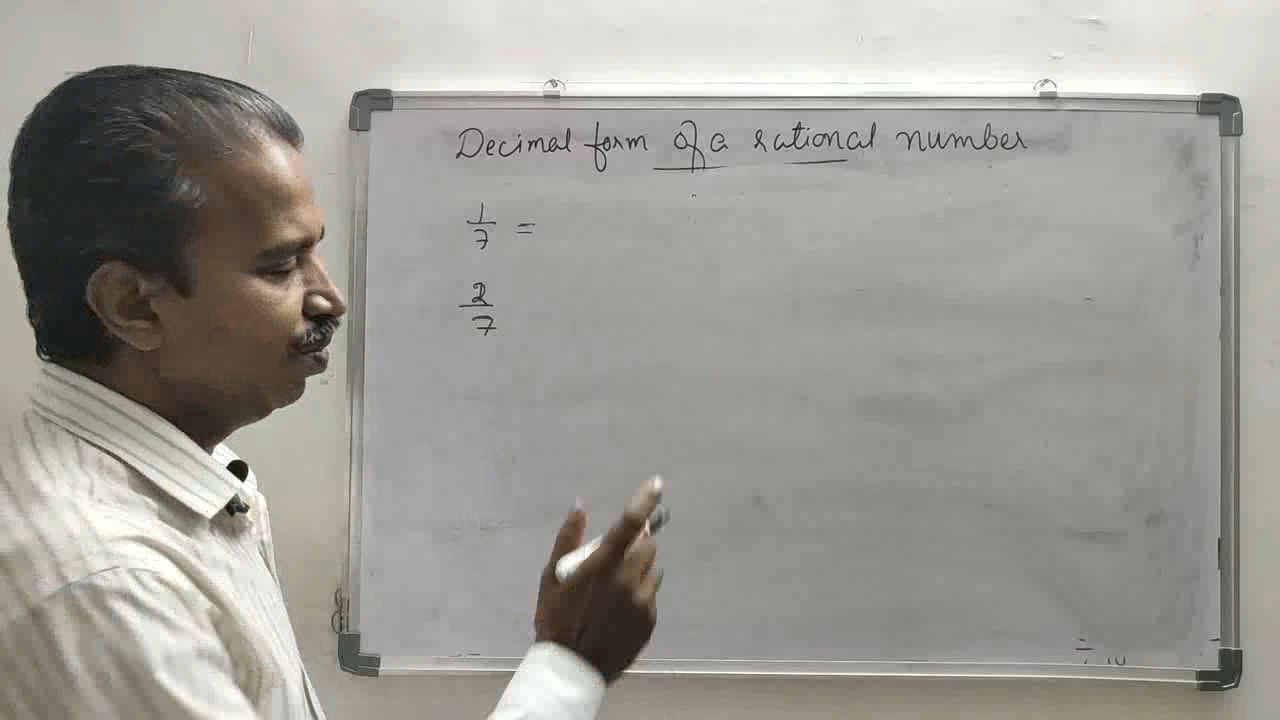 Decimal form of a rational number
1/7 =
2/7